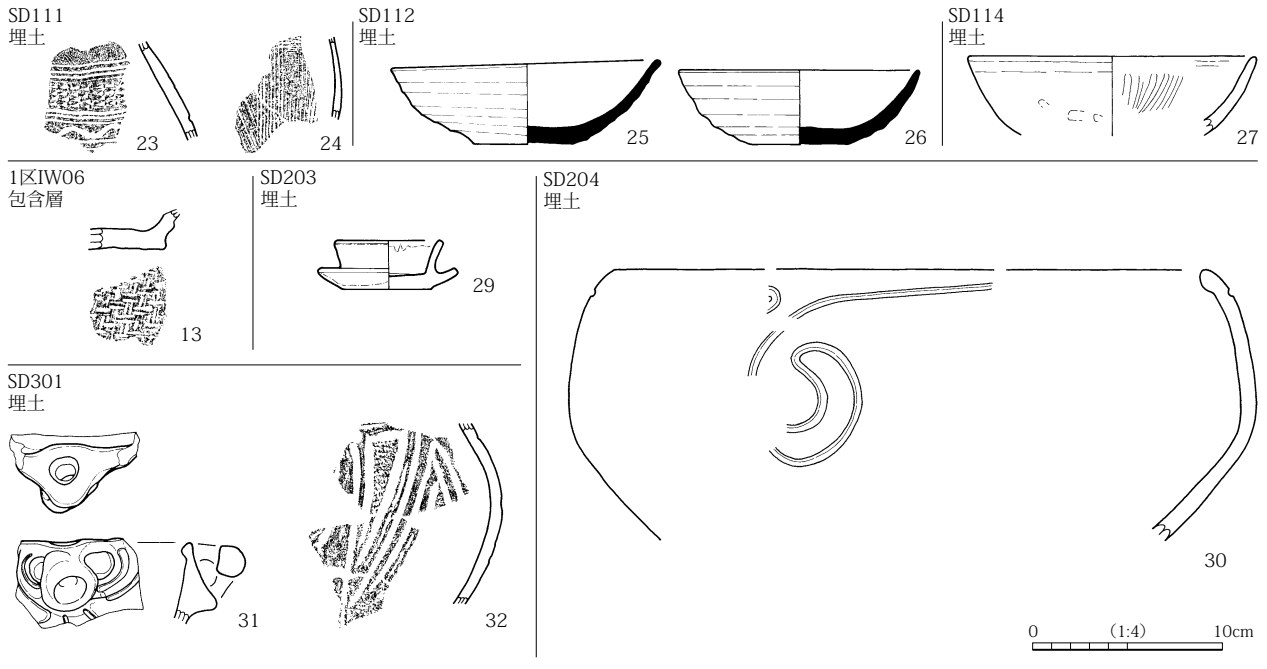 SD111
埋土
23
24
SD112
埋土
25
26
SD114
埋土
27
1区IW06
包含層
13
SD203
埋土
29
SD204
埋土
30
SD301
埋土
31
32
0 (1:4) 10cm